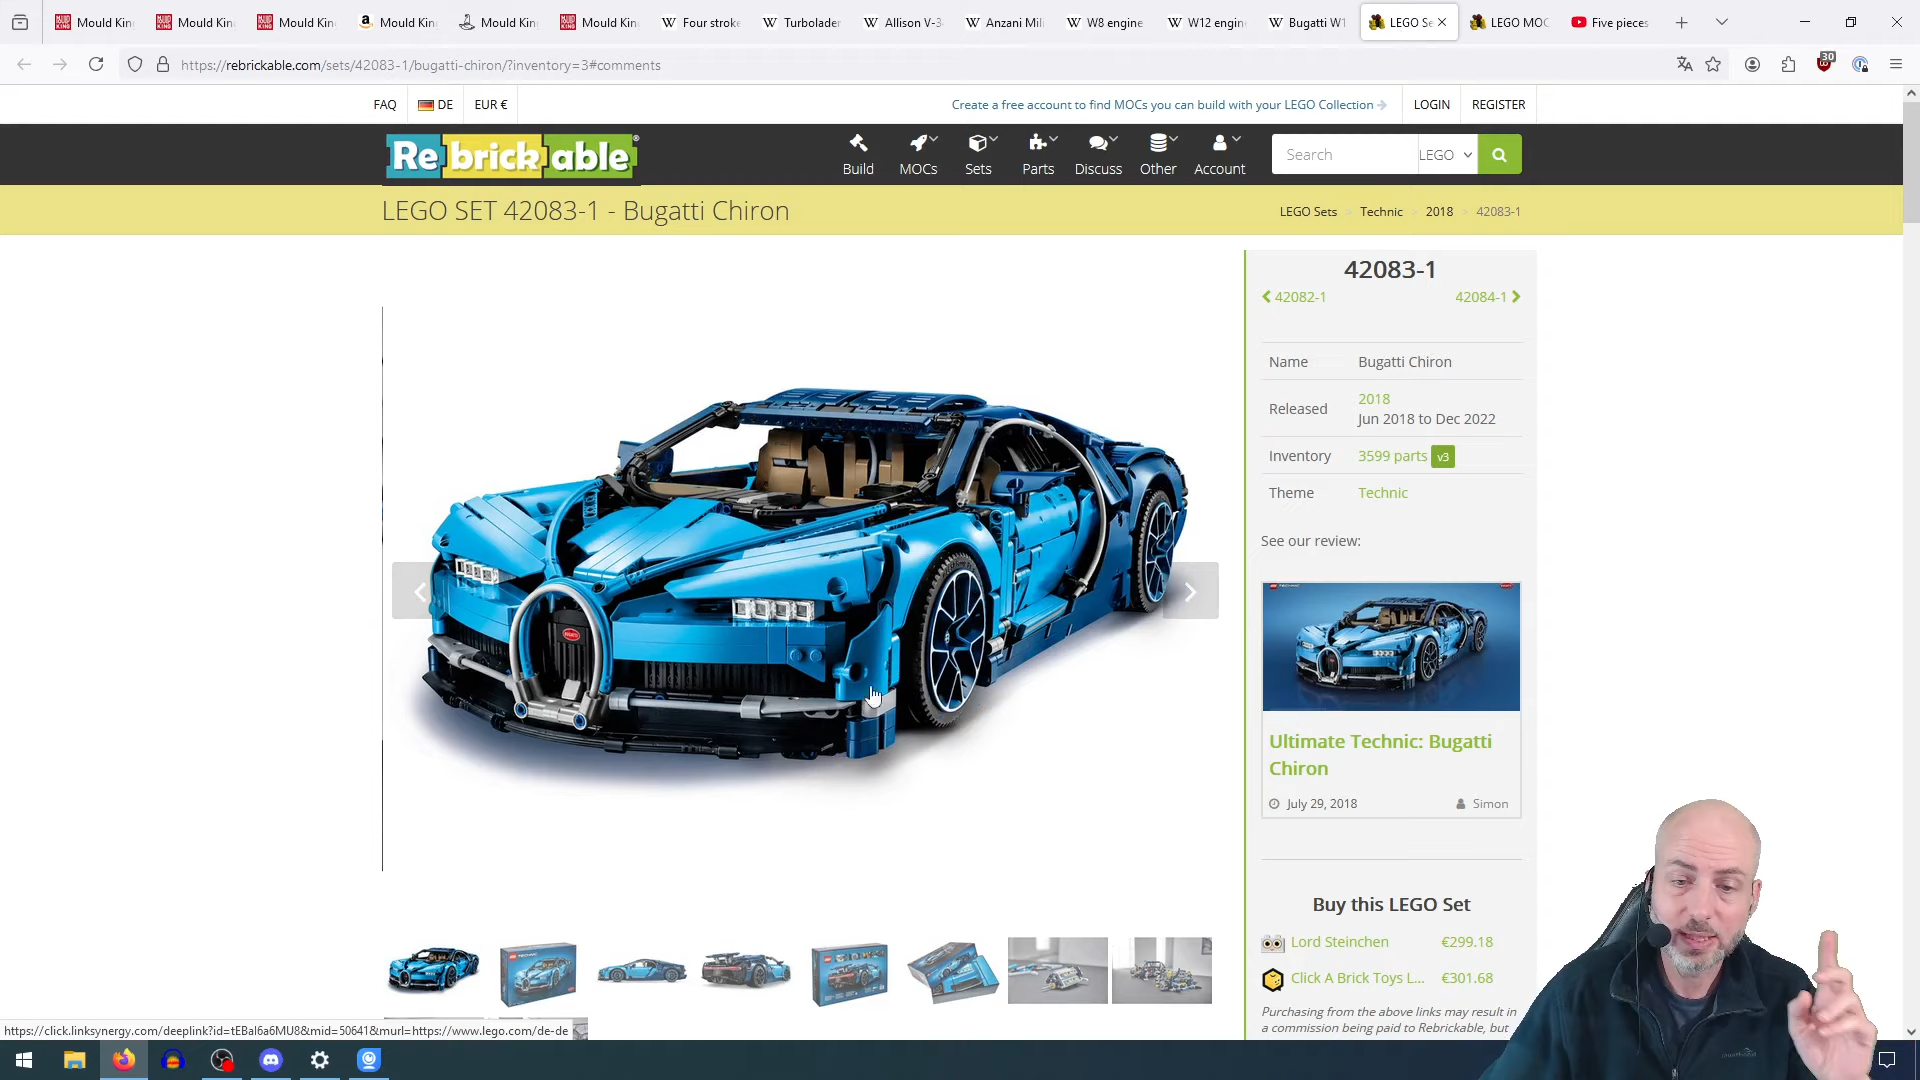 Mould Kin
Mould Kin
Mould Kin
Mould Kin
Mould Kin
Mould Kin
Four stroke
Turbolader
Allison V-3
Anzani Mil
W8 engine
W12 engin
Bugatti W1
LEGO Se
LEGO MOC
Five pieces
https://rebrickable.com/sets/42083-1/bugatti-chiron/?inventory=3#comments
30
FAQ
DE
EUR €
Create a free account to find MOCs you can build with your LEGO Collection
LOGIN
REGISTER
Rebrickable
Build
MOCs
Sets
Parts
Discuss
Other
Account
Search
LEGO
LEGO SET 42083-1 - Bugatti Chiron
LEGO Sets
Technic
2018
42083-1
42083-1
42082-1
42084-1
Name Bugatti Chiron
Released 2018
Jun 2018 to Dec 2022
Inventory 3599 parts v3
Theme Technic
See our review:
Ultimate Technic: Bugatti
Chiron
July 29, 2018
Simon
Buy this LEGO Set
Lord Steinchen €299.18
Click A Brick Toys L... €301.68
Purchasing from the above links may result in
a commission being paid to Rebrickable, but
https://click.linksynergy.com/deeplink?id=tEBal6a6MU8&mid=50641&murl=https://www.lego.com/de-de